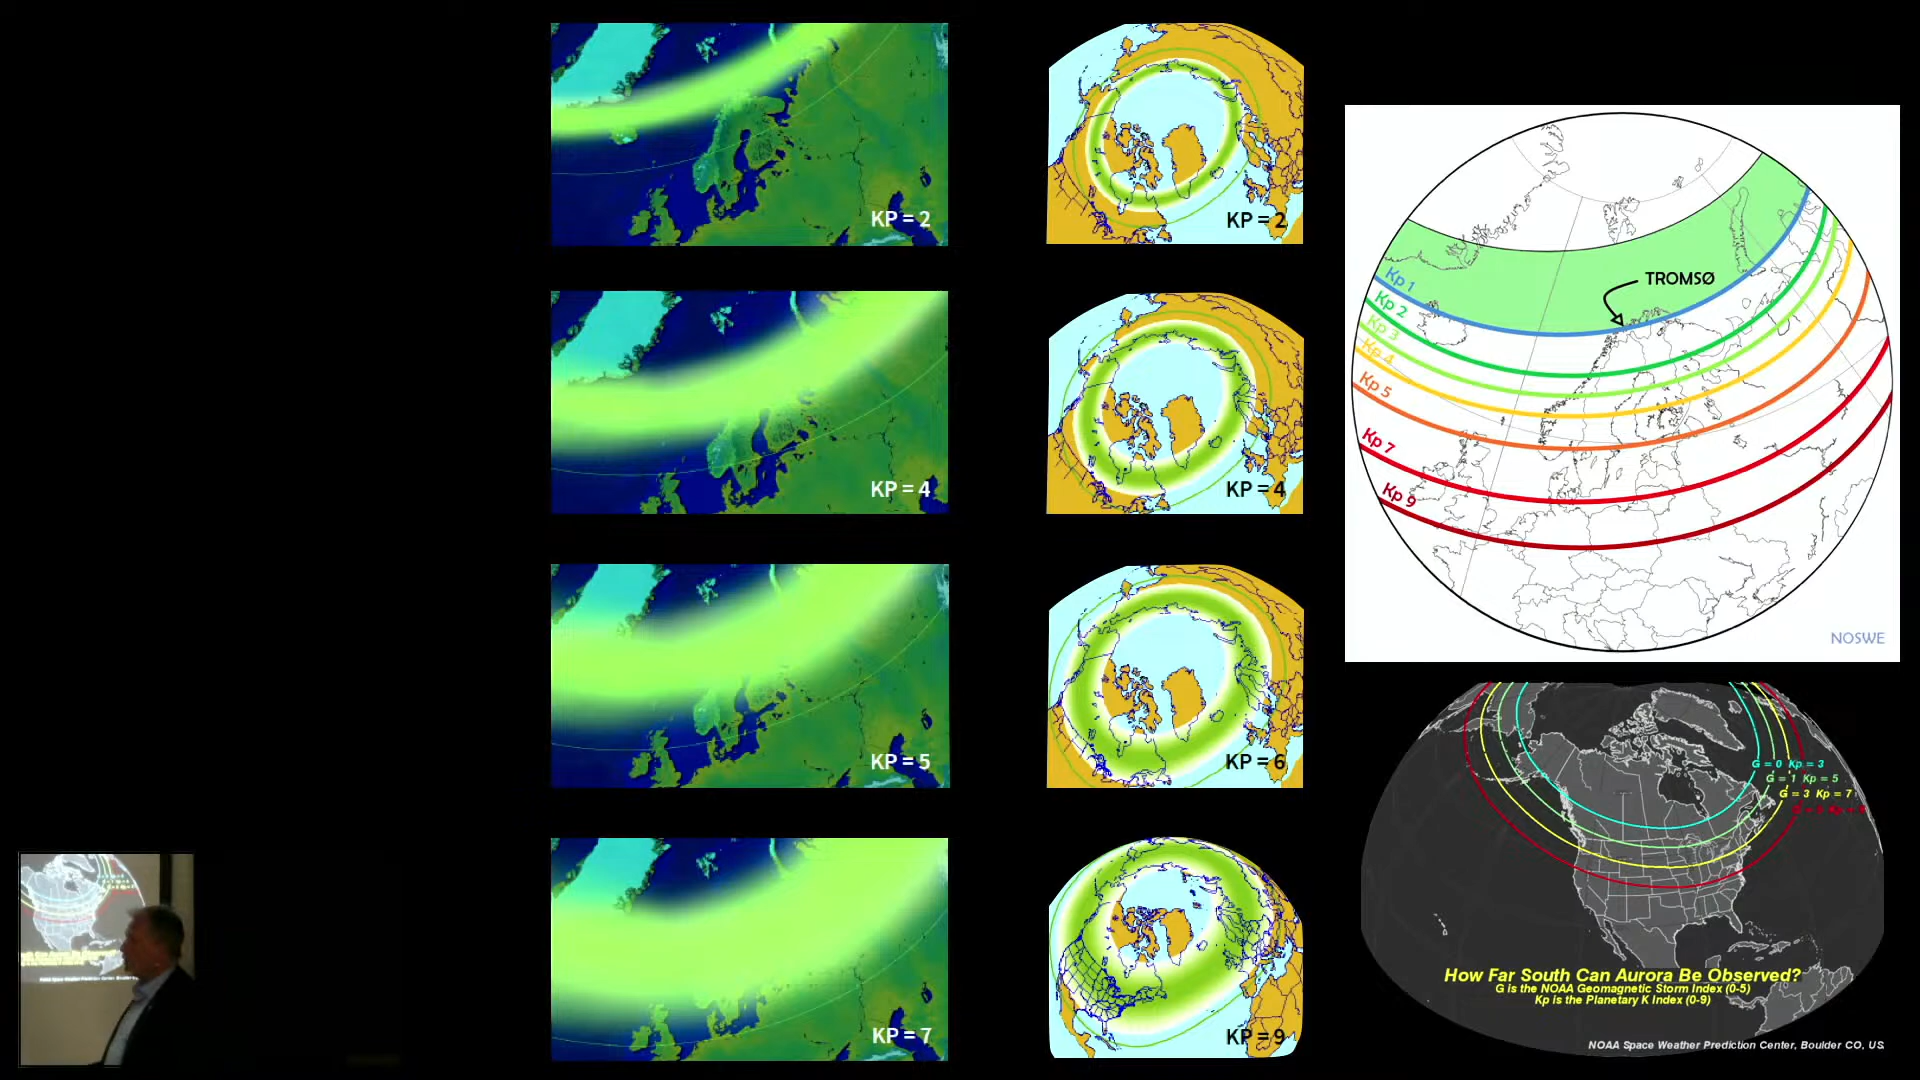 KP = 2
KP = 4
KP = 5
KP = 7
KP = 2
KP = 4
KP = 6
KP = 9
TROMSØ
Kp 1
Kp 2
Kp 3
Kp 4
Kp 5
Kp 7
Kp 9
NOSWE
G = 0 Kp = 3
G = 1 Kp = 5
G = 3 Kp = 7
How Far South Can Aurora Be Observed?
G is the NOAA Geomagnetic Storm Index (0-5)
Kp is the Planetary K Index (0-9)
NOAA Space Weather Prediction Center, Boulder CO, US